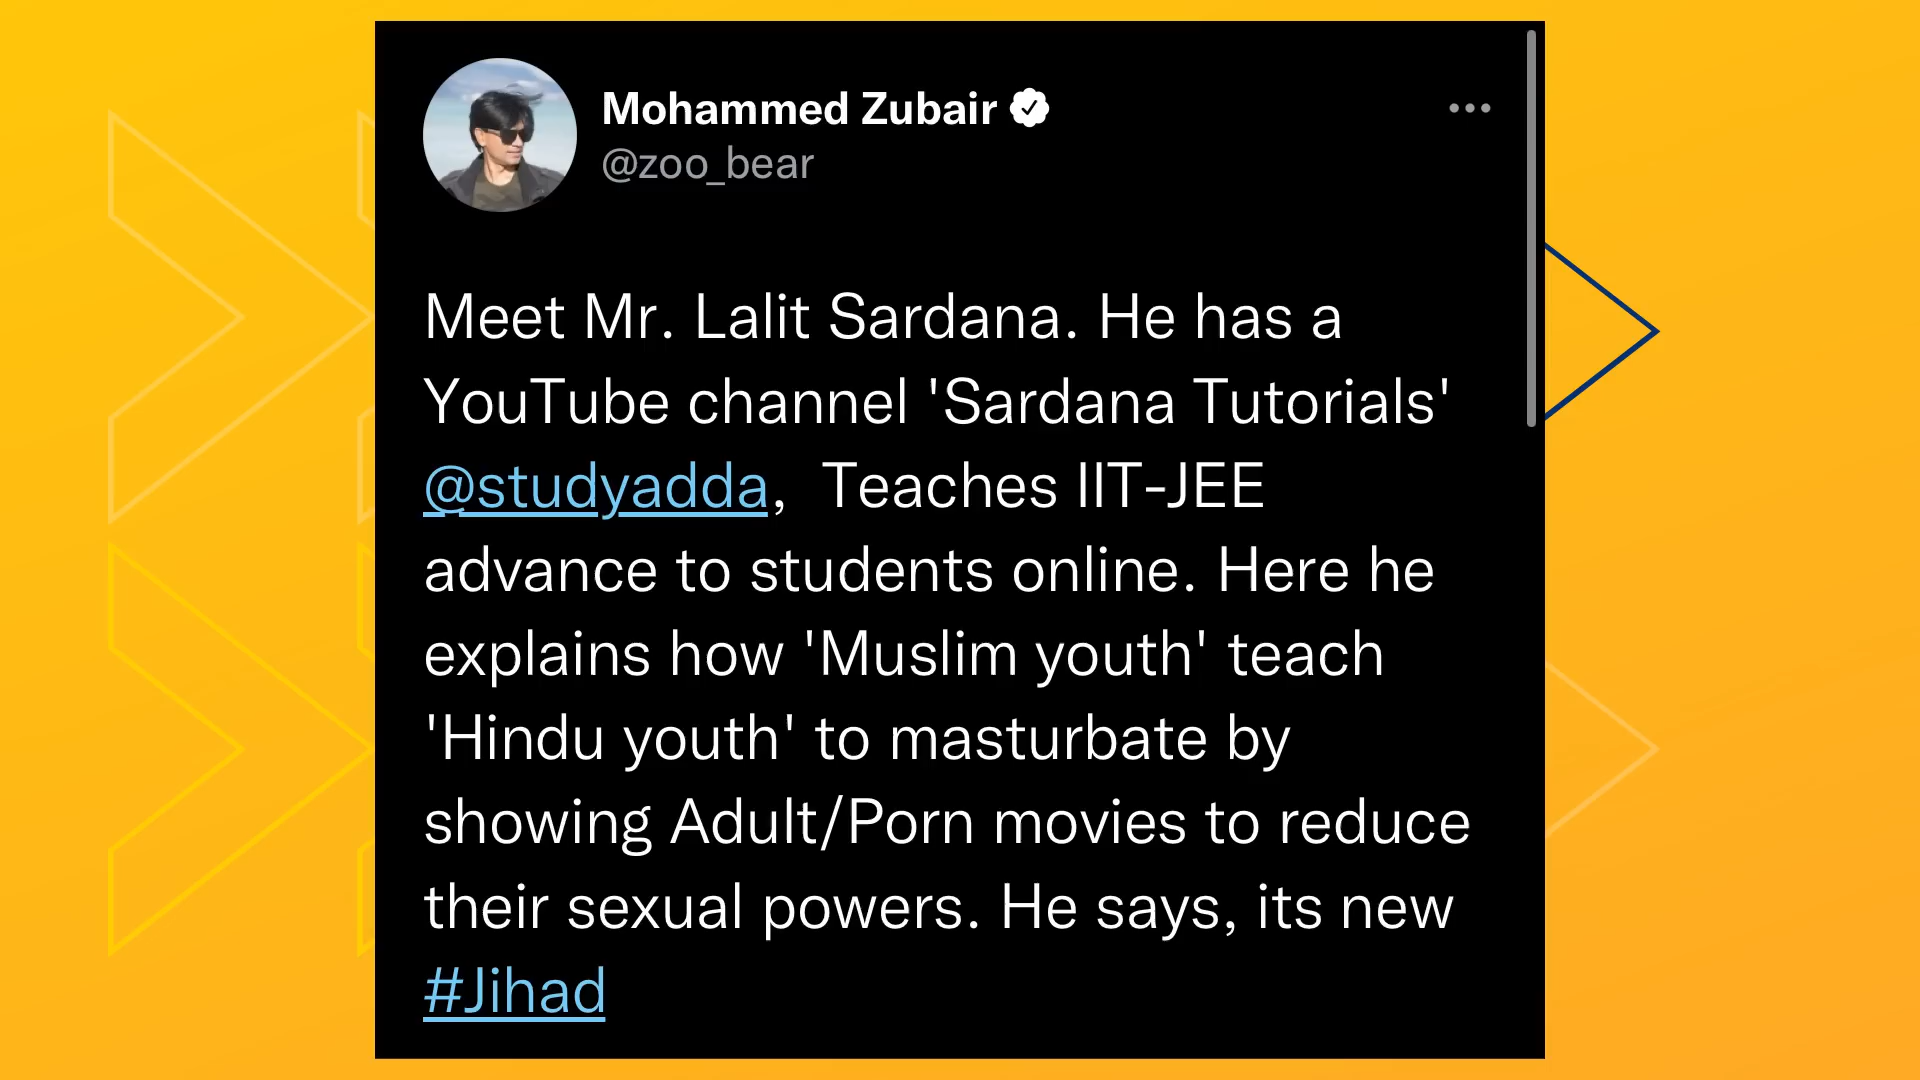 Mohammed Zubair
@zoo_bear
Meet Mr. Lalit Sardana. He has a
YouTube channel 'Sardana Tutorials'
@studyadda,  Teaches IIT-JEE
advance to students online. Here he
explains how 'Muslim youth' teach
'Hindu youth' to masturbate by
showing Adult/Porn movies to reduce
their sexual powers. He says, its new
#Jihad